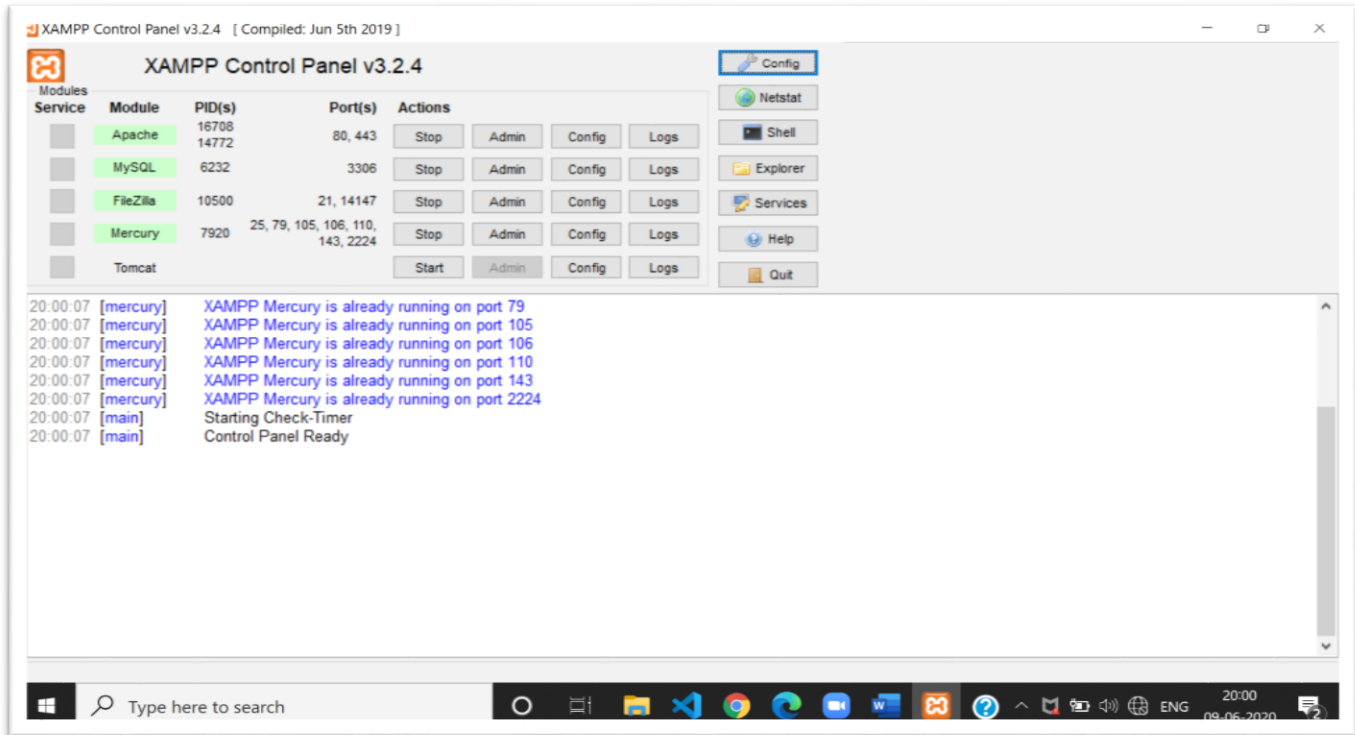 XAMPP Control Panel v3.2.4 [ Compiled: Jun 5th 2019 ]
XAMPP Control Panel v3.2.4
Config
Modules
Service Module PID(s) Port(s) Actions
Netstat
Apache 16708 14772 80, 443 Stop Admin Config Logs
Shell
MySQL 6232 3306 Stop Admin Config Logs
Explorer
FileZilla 10500 21, 14147 Stop Admin Config Logs
Services
Mercury 7920 25, 79, 105, 106, 110, 143, 2224 Stop Admin Config Logs
Help
Tomcat Start Admin Config Logs
Quit
20:00:07 [mercury] XAMPP Mercury is already running on port 79
20:00:07 [mercury] XAMPP Mercury is already running on port 105
20:00:07 [mercury] XAMPP Mercury is already running on port 106
20:00:07 [mercury] XAMPP Mercury is already running on port 110
20:00:07 [mercury] XAMPP Mercury is already running on port 143
20:00:07 [mercury] XAMPP Mercury is already running on port 2224
20:00:07 [main] Starting Check-Timer
20:00:07 [main] Control Panel Ready
Type here to search
ENG
20:00
09-06-2020
2